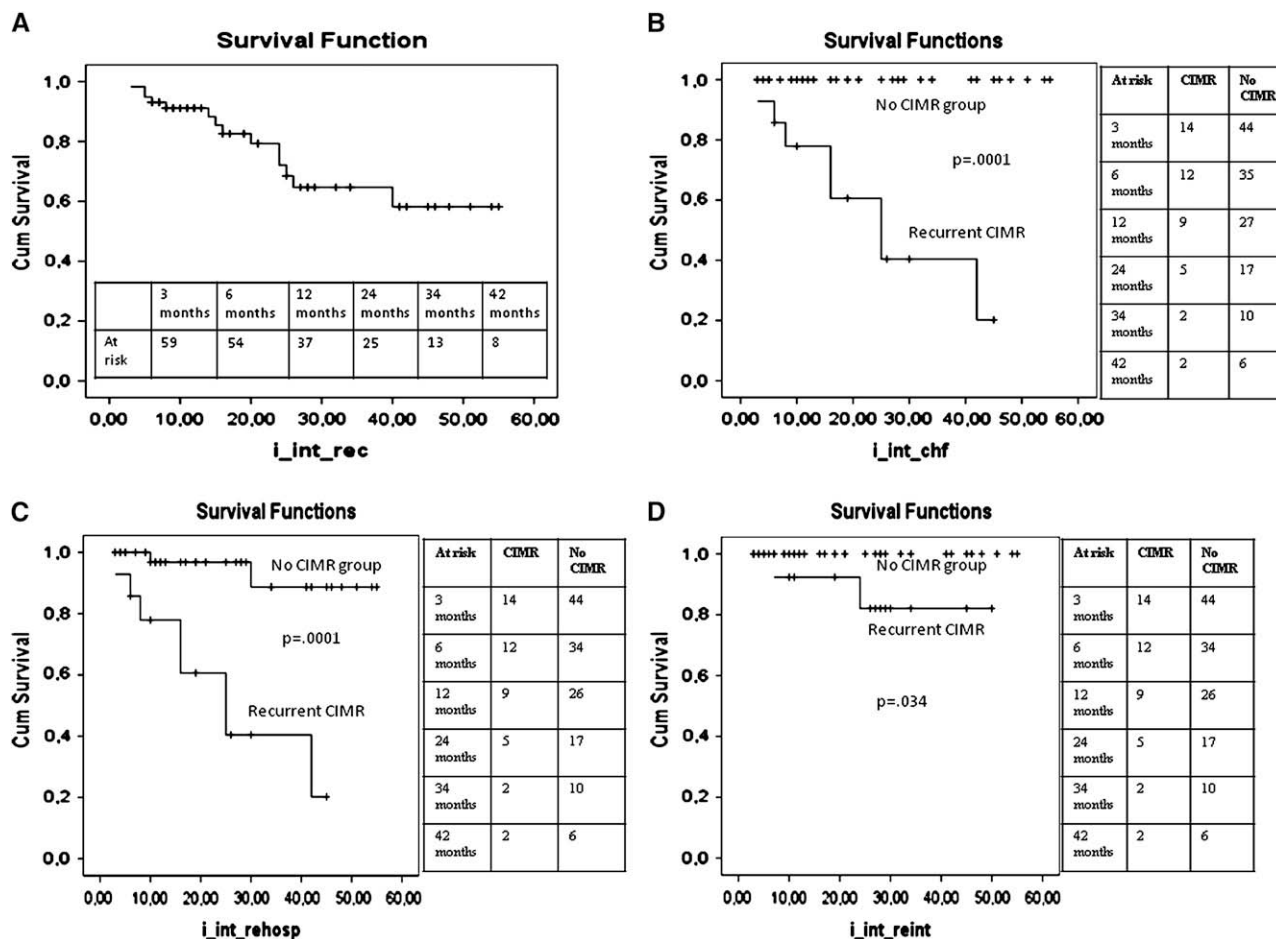 A
Survival Function
1,0
0,8
0,6
0,4
0,2
0,0
Cum Survival
3 months 6 months 12 months 24 months 34 months 42 months
At risk 59 54 37 25 13 8
0,00 10,00 20,00 30,00 40,00 50,00 60,00
i_int_rec
B
Survival Functions
1,0
0,8
0,6
0,4
0,2
0,0
Cum Survival
No CIMR group
p=.0001
Recurrent CIMR
0,00 10,00 20,00 30,00 40,00 50,00 60,00
i_int_chf
At risk CIMR No CIMR
3 months 14 44
6 months 12 35
12 months 9 27
24 months 5 17
34 months 2 10
42 months 2 6
C
Survival Functions
1,0
0,8
0,6
0,4
0,2
0,0
Cum Survival
No CIMR group
p=.0001
Recurrent CIMR
0,00 10,00 20,00 30,00 40,00 50,00 60,00
i_int_rehosp
At risk CIMR No CIMR
3 months 14 44
6 months 12 34
12 months 9 26
24 months 5 17
34 months 2 10
42 months 2 6
D
Survival Functions
1,0
0,8
0,6
0,4
0,2
0,0
Cum Survival
No CIMR group
Recurrent CIMR
p=.034
0,00 10,00 20,00 30,00 40,00 50,00 60,00
i_int_reint
At risk CIMR No CIMR
3 months 14 44
6 months 12 34
12 months 9 26
24 months 5 17
34 months 2 10
42 months 2 6